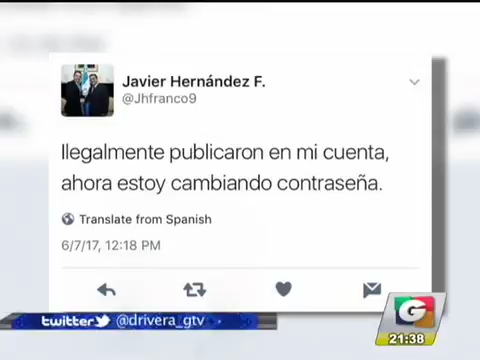 Javier Hernández F.
@Jhfranco9
Ilegalmente publicaron en mi cuenta,
ahora estoy cambiando contraseña.
Translate from Spanish
6/7/17, 12:18 PM
twitter @drivera_gtv
G
21:38